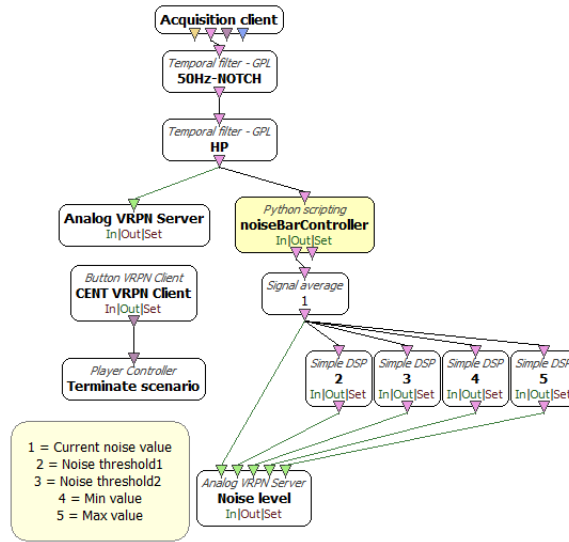 Acquisition client
Temporal filter - GPL
50Hz-NOTCH
Temporal filter - GPL
HP
Analog VRPN Server
In|Out|Set
Python scripting
noiseBarController
In|Out|Set
Button VRPN Client
CENT VRPN Client
In|Out|Set
Signal average
1
Player Controller
Terminate scenario
Simple DSP
2
In|Out|Set
Simple DSP
3
In|Out|Set
Simple DSP
4
In|Out|Set
Simple DSP
5
In|Out|Set
1 = Current noise value
2 = Noise threshold1
3 = Noise threshold2
4 = Min value
5 = Max value
Analog VRPN Server
Noise level
In|Out|Set